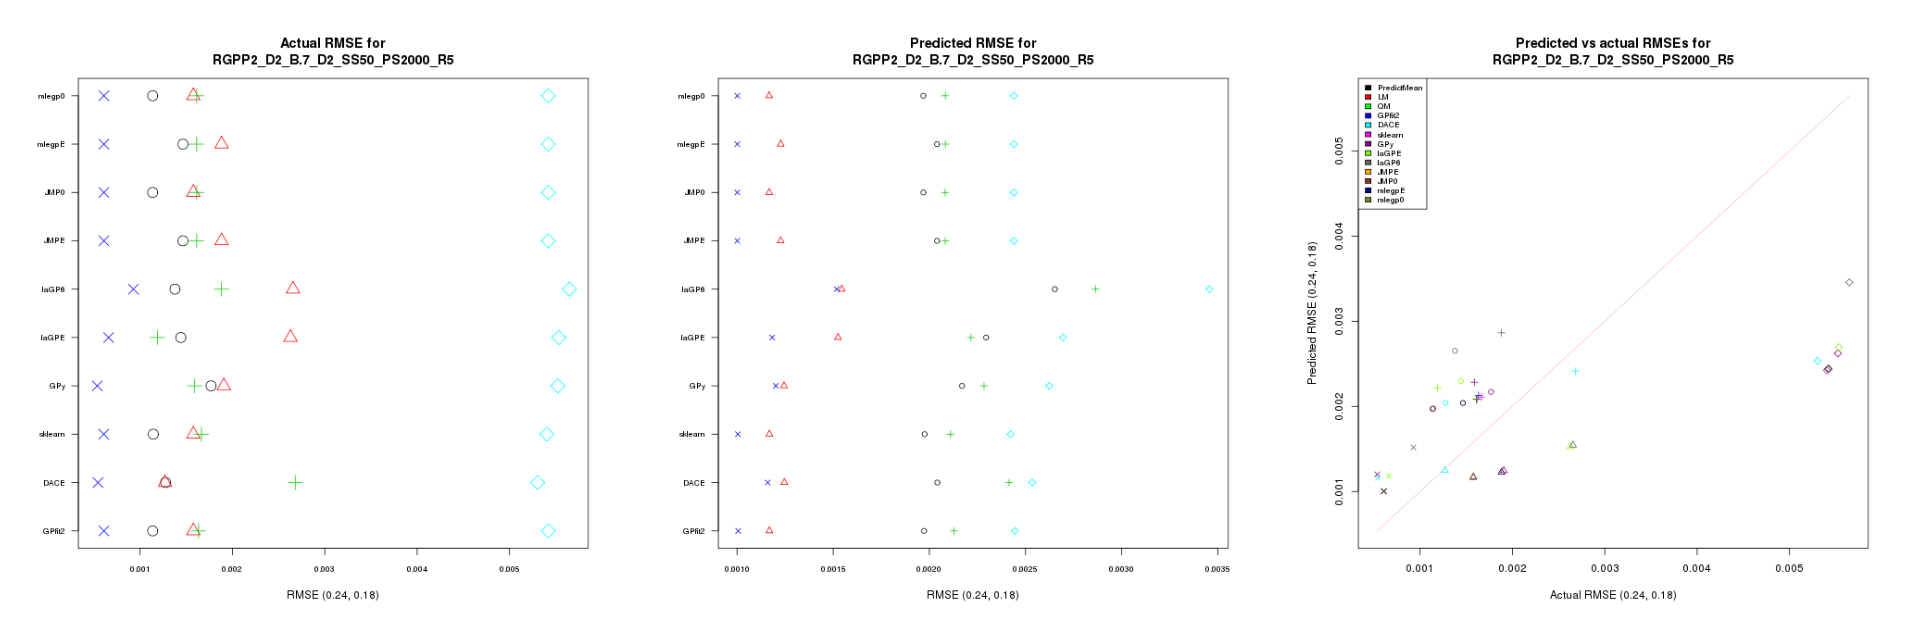 Actual RMSE for
RGPP2_D2_B.7_D2_SS50_PS2000_R5
mlegp0
mlegpE
JMP0
JMPE
laGP6
laGPE
GPy
sklearn
DACE
GPfit2
0.001
0.002
0.003
0.004
0.005
RMSE (0.24, 0.18)
Predicted RMSE for
RGPP2_D2_B.7_D2_SS50_PS2000_R5
mlegp0
mlegpE
JMP0
JMPE
laGP6
laGPE
GPy
sklearn
DACE
GPfit2
0.0010
0.0015
0.0020
0.0025
0.0030
0.0035
RMSE (0.24, 0.18)
Predicted vs actual RMSEs for
RGPP2_D2_B.7_D2_SS50_PS2000_R5
PredictMean
LM
QM
GPfit2
DACE
sklearn
GPy
laGPE
laGP6
JMPE
JMP0
mlegpE
mlegp0
Predicted RMSE (0.24, 0.18)
0.005
0.004
0.003
0.002
0.001
0.001
0.002
0.003
0.004
0.005
Actual RMSE (0.24, 0.18)